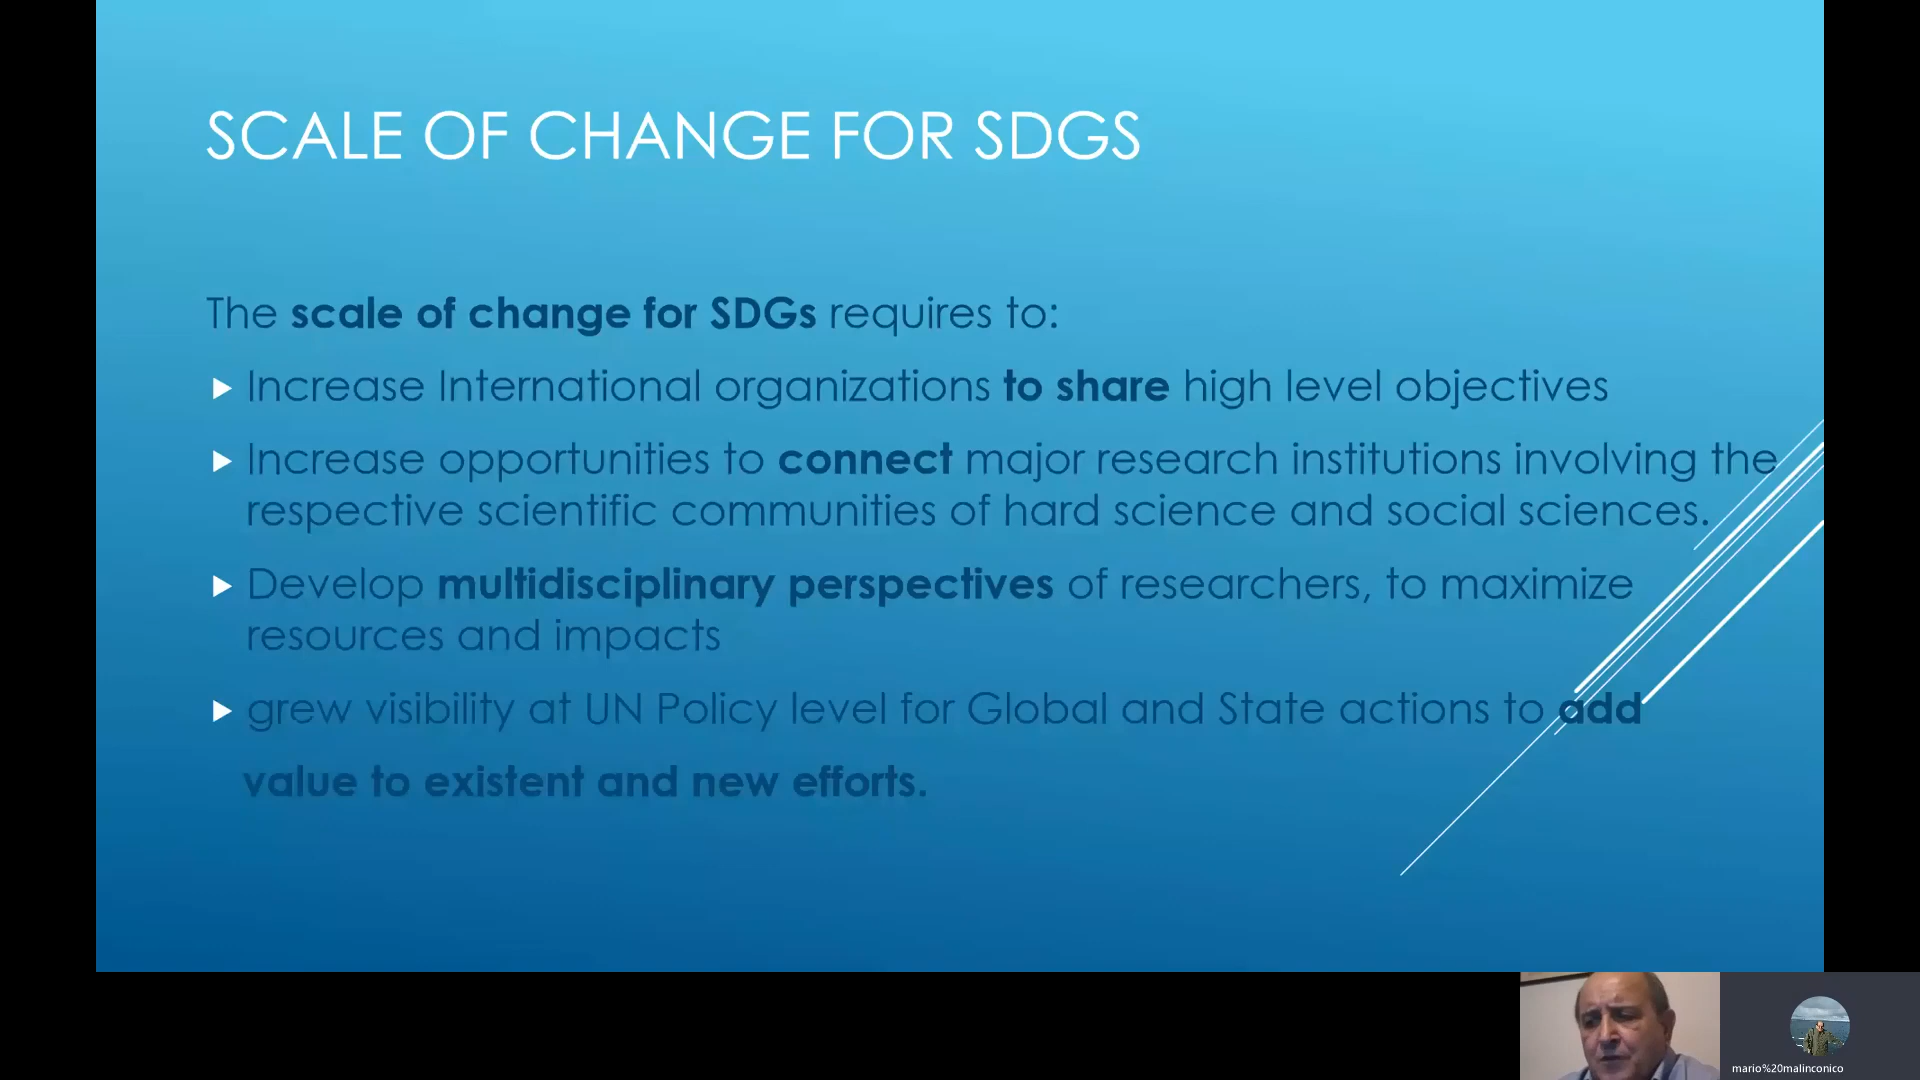 SCALE OF CHANGE FOR SDGS
The scale of change for SDGs requires to:
Increase International organizations to share high level objectives
Increase opportunities to connect major research institutions involving the
respective scientific communities of hard science and social sciences.
Develop multidisciplinary perspectives of researchers, to maximize
resources and impacts
grew visibility at UN Policy level for Global and State actions to add
value to existent and new efforts.
mario%20malinconico